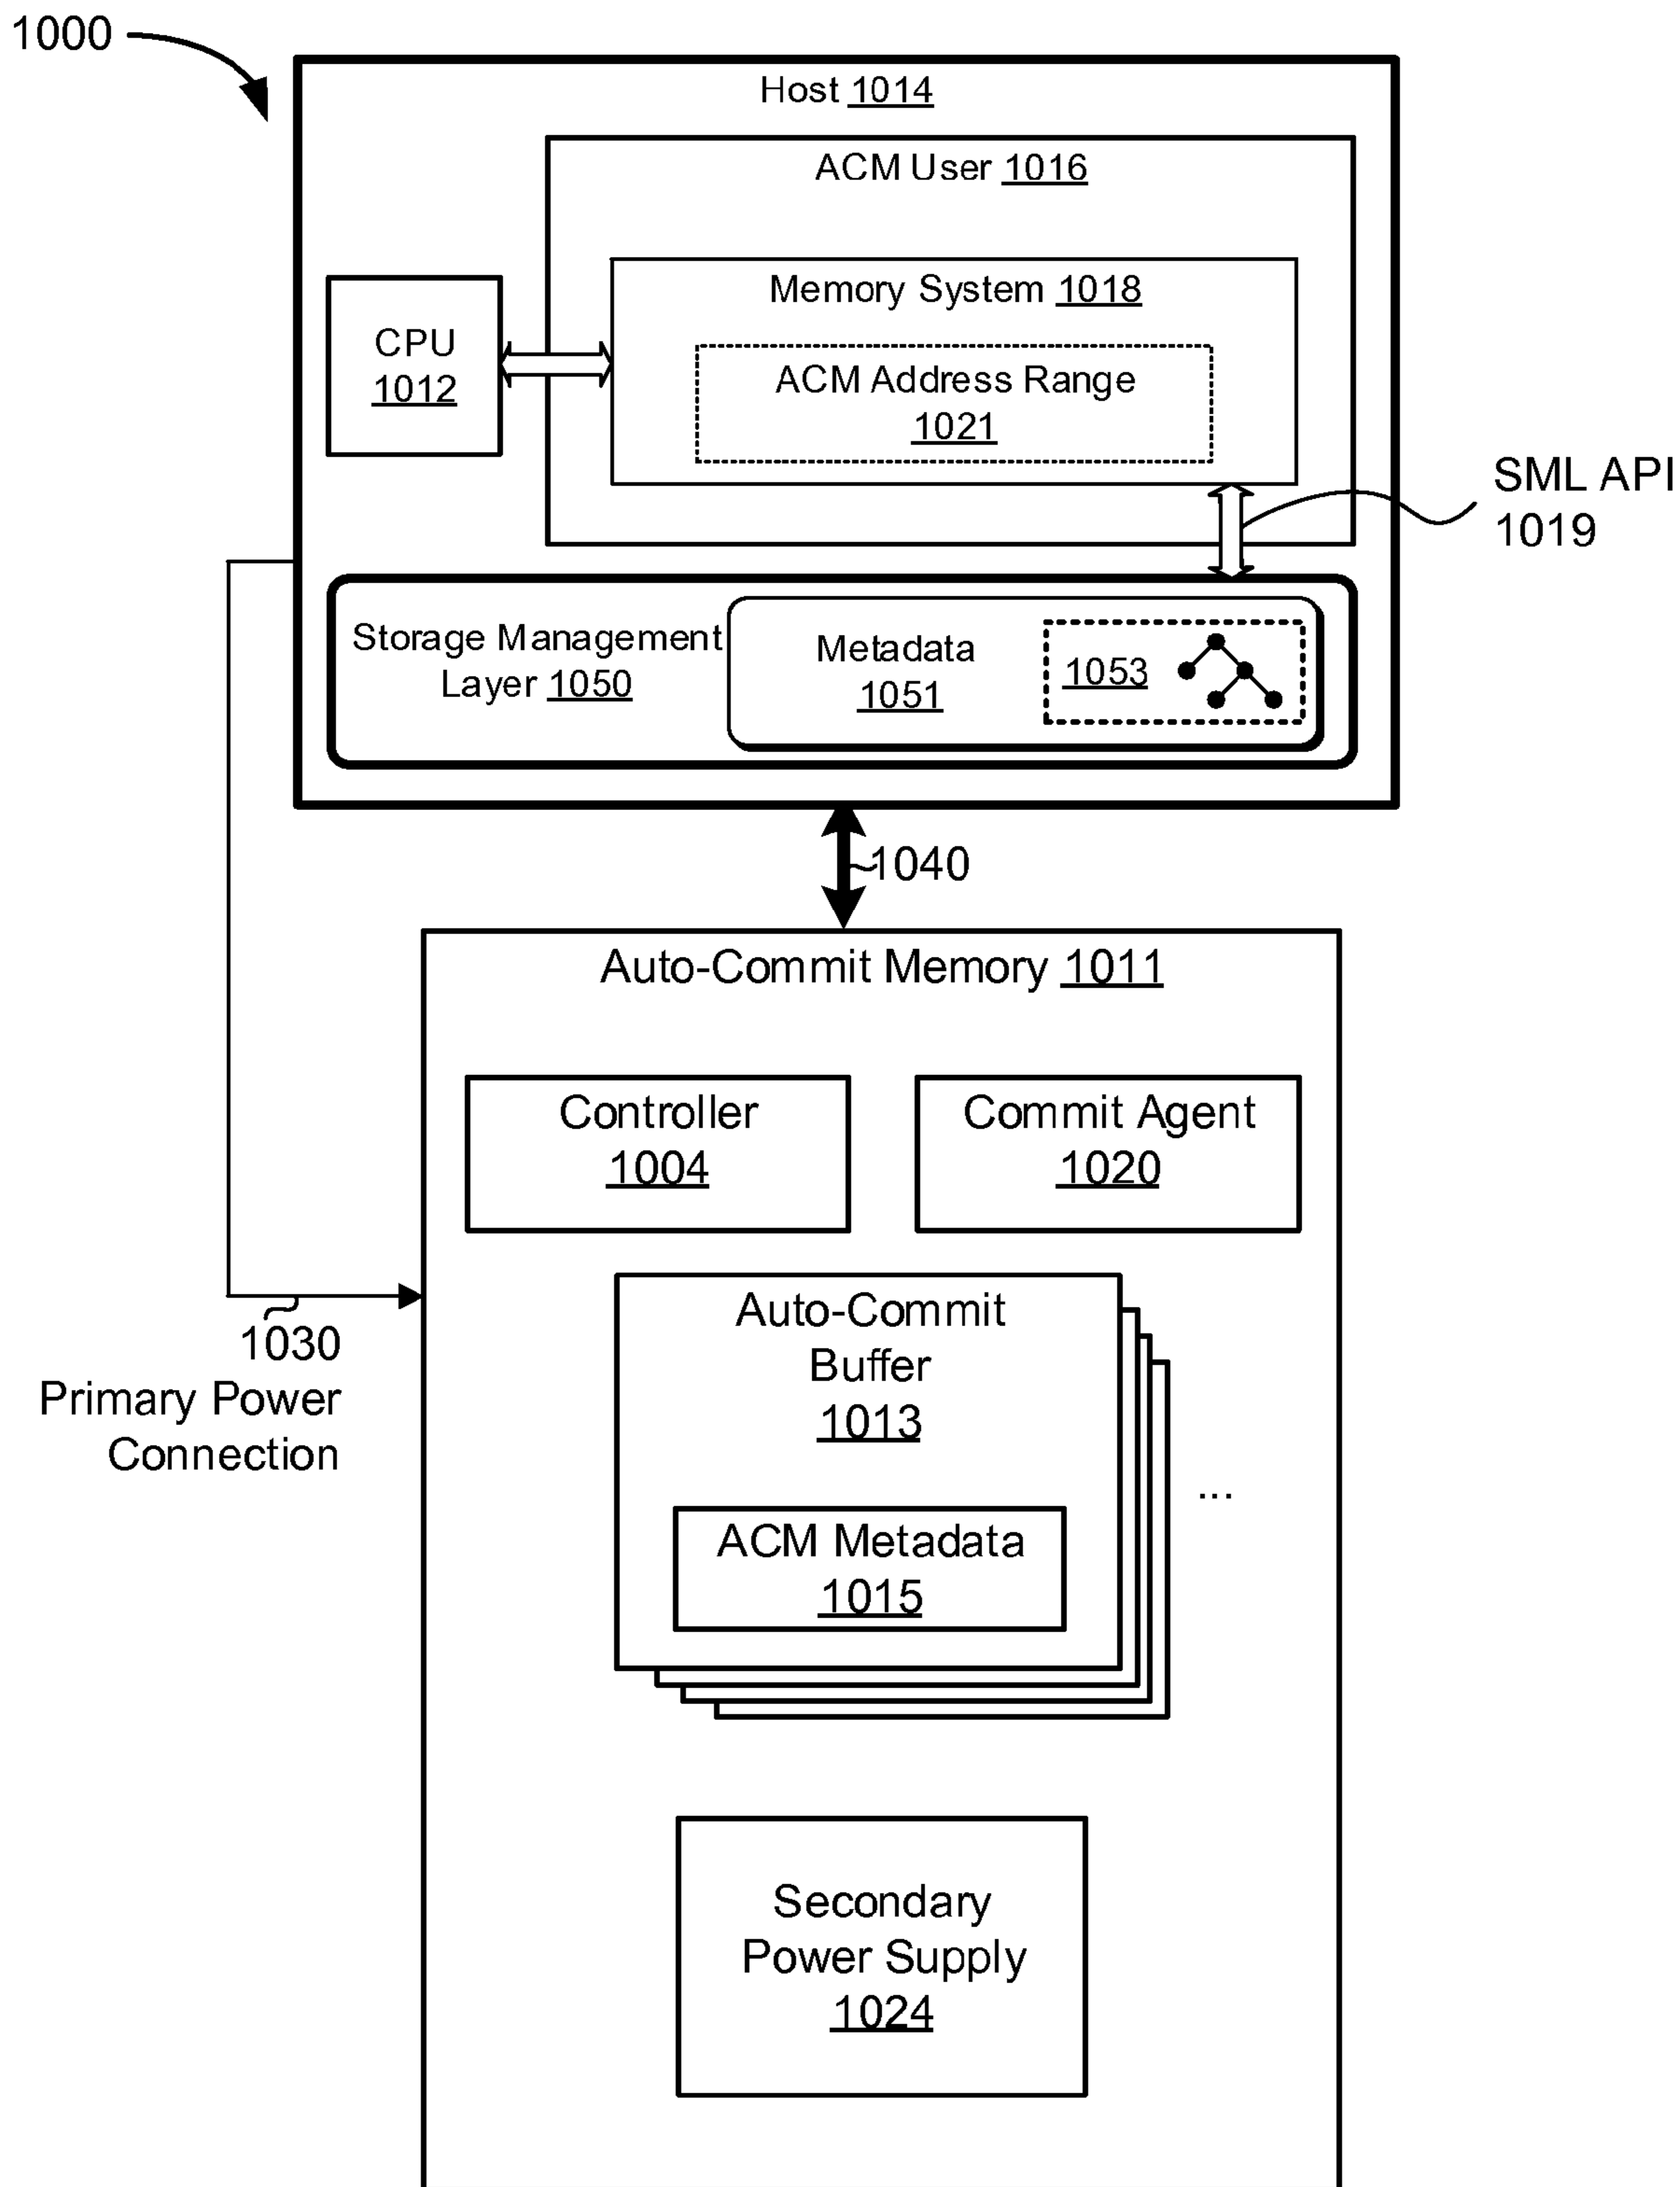 1000
Host 1014
ACM User 1016
Memory System 1018
CPU
1012
ACM Address Range
1021
SML API
1019
Storage Management
Layer 1050
Metadata
1051
1053
1040
Auto-Commit Memory 1011
Controller
1004
Commit Agent
1020
1030
Primary Power
Connection
Auto-Commit
Buffer
1013
...
ACM Metadata
1015
Secondary
Power Supply
1024